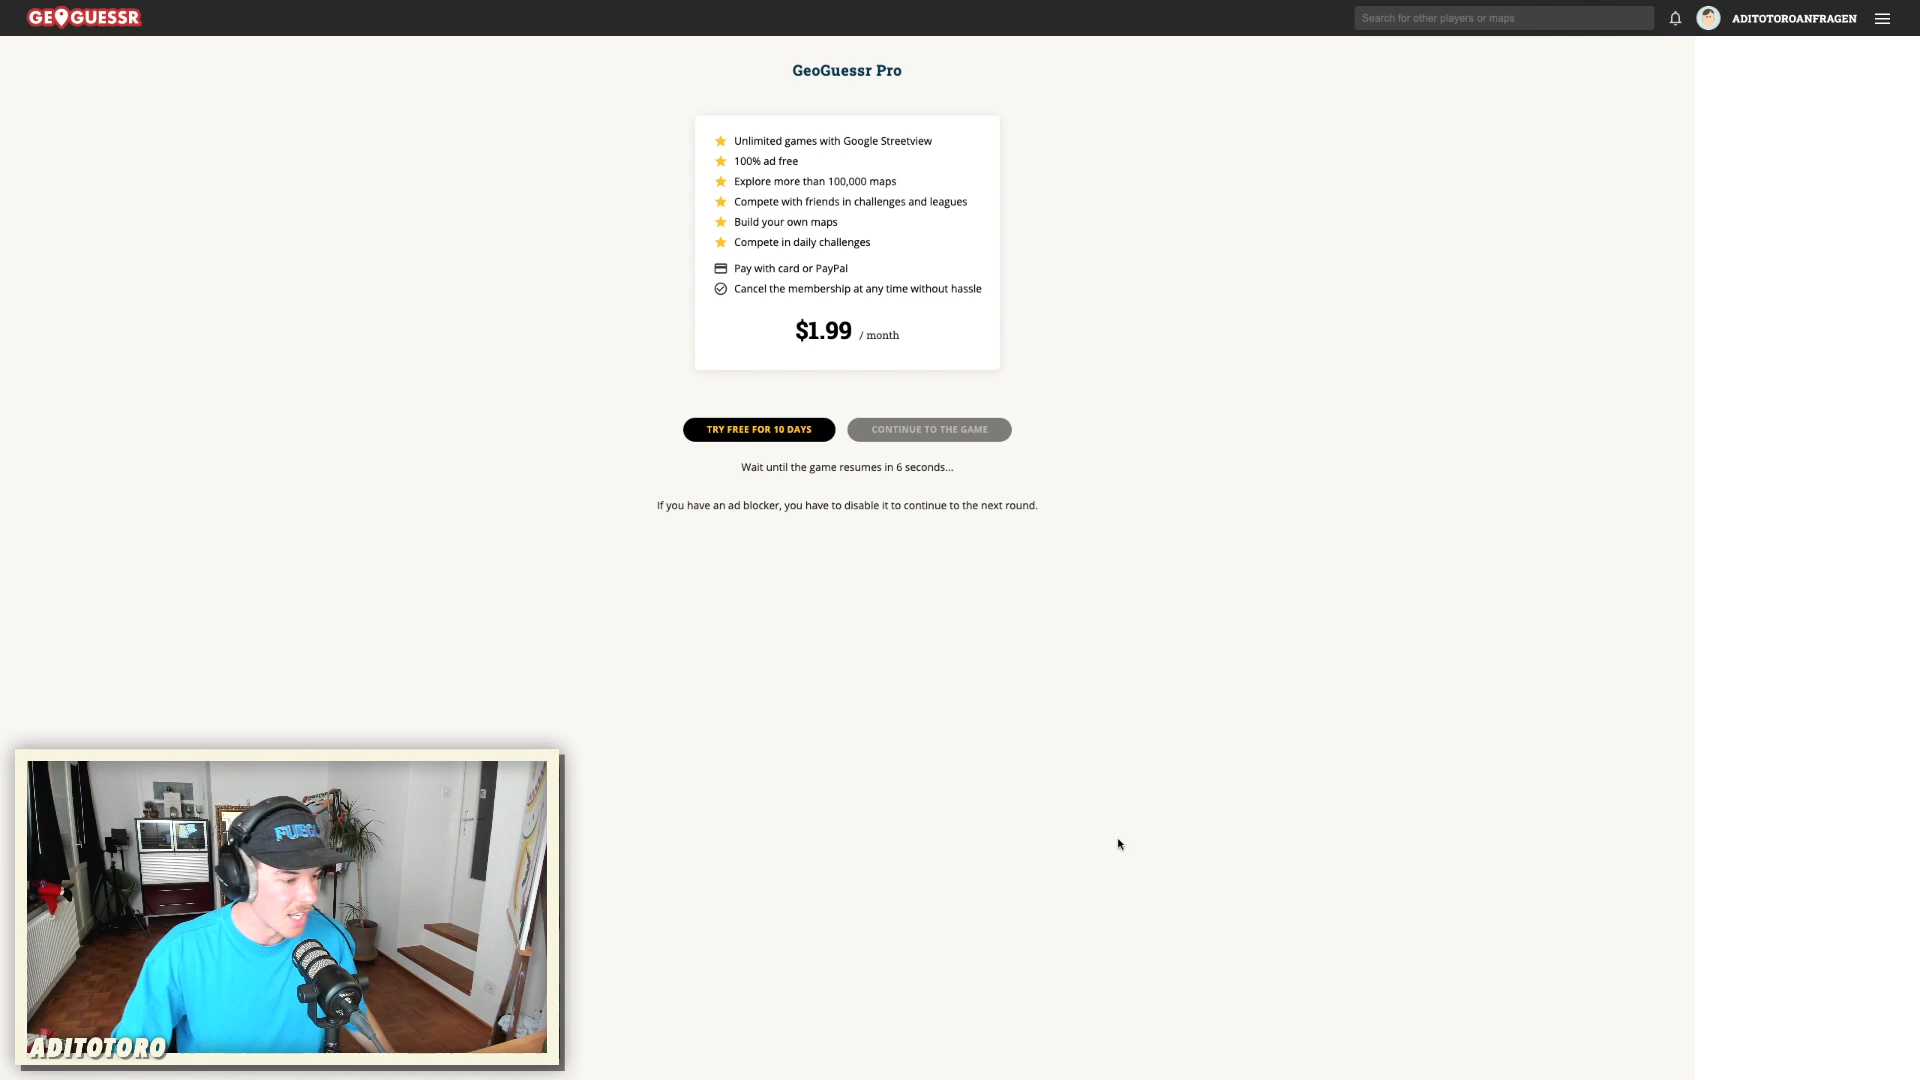 GEOGUESSR
Search for other players or maps
ADITOTOROANFRAGEN
GeoGuessr Pro
Unlimited games with Google Streetview
100% ad free
Explore more than 100,000 maps
Compete with friends in challenges and leagues
Build your own maps
Compete in daily challenges
Pay with card or PayPal
Cancel the membership at any time without hassle
$1.99 / month
TRY FREE FOR 10 DAYS
CONTINUE TO THE GAME
Wait until the game resumes in 6 seconds...
If you have an ad blocker, you have to disable it to continue to the next round.
ADITOTORO